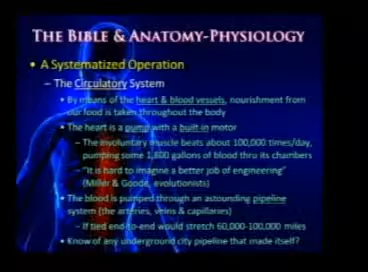 THE BIBLE & ANATOMY-PHYSIOLOGY
• A Systematized Operation
– The Circulatory System
• By means of the heart & blood vessels, nourishment from
our food is taken throughout the body
• The heart is a pump with a built-in motor
– The involuntary muscle beats about 100,000 times/day,
pumping some 1,800 gallons of blood thru its chambers
– "It is hard to imagine a better job of engineering"
(Miller & Goode, evolutionists)
• The blood is pumped through an astounding pipeline
system (the arteries, veins & capillaries)
– If tied end-to-end would stretch 60,000-100,000 miles
• Know of any underground city pipeline that made itself?